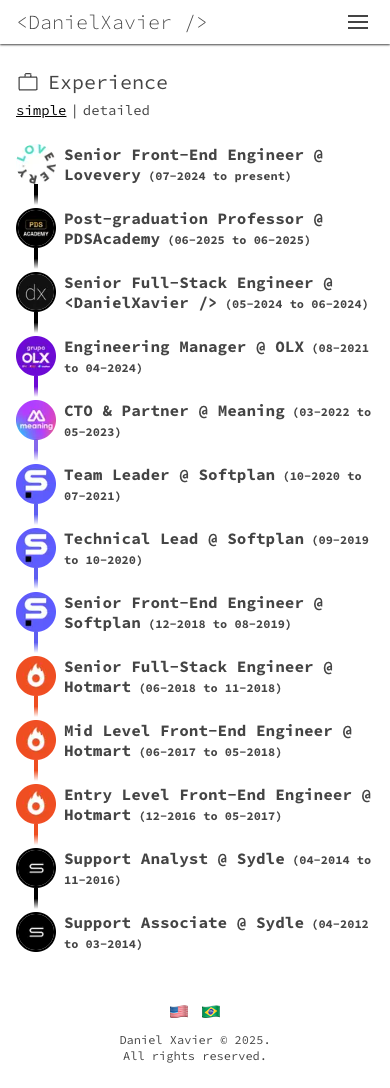 <DanielXavier />
Experience
simple | detailed
LOVEVERY
Senior Front-End Engineer @
Lovevery (07-2024 to present)
PDS
ACADEMY
Post-graduation Professor @
PDSAcademy (06-2025 to 06-2025)
dx
Senior Full-Stack Engineer @
<DanielXavier /> (05-2024 to 06-2024)
grupo
OLX
Engineering Manager @ OLX (08-2021
to 04-2024)
meaning
CTO & Partner @ Meaning (03-2022 to
05-2023)
S
Team Leader @ Softplan (10-2020 to
07-2021)
S
Technical Lead @ Softplan (09-2019
to 10-2020)
S
Senior Front-End Engineer @
Softplan (12-2018 to 08-2019)
Senior Full-Stack Engineer @
Hotmart (06-2018 to 11-2018)
Mid Level Front-End Engineer @
Hotmart (06-2017 to 05-2018)
Entry Level Front-End Engineer @
Hotmart (12-2016 to 05-2017)
S
Support Analyst @ Sydle (04-2014 to
11-2016)
S
Support Associate @ Sydle (04-2012
to 03-2014)
Daniel Xavier © 2025.
All rights reserved.